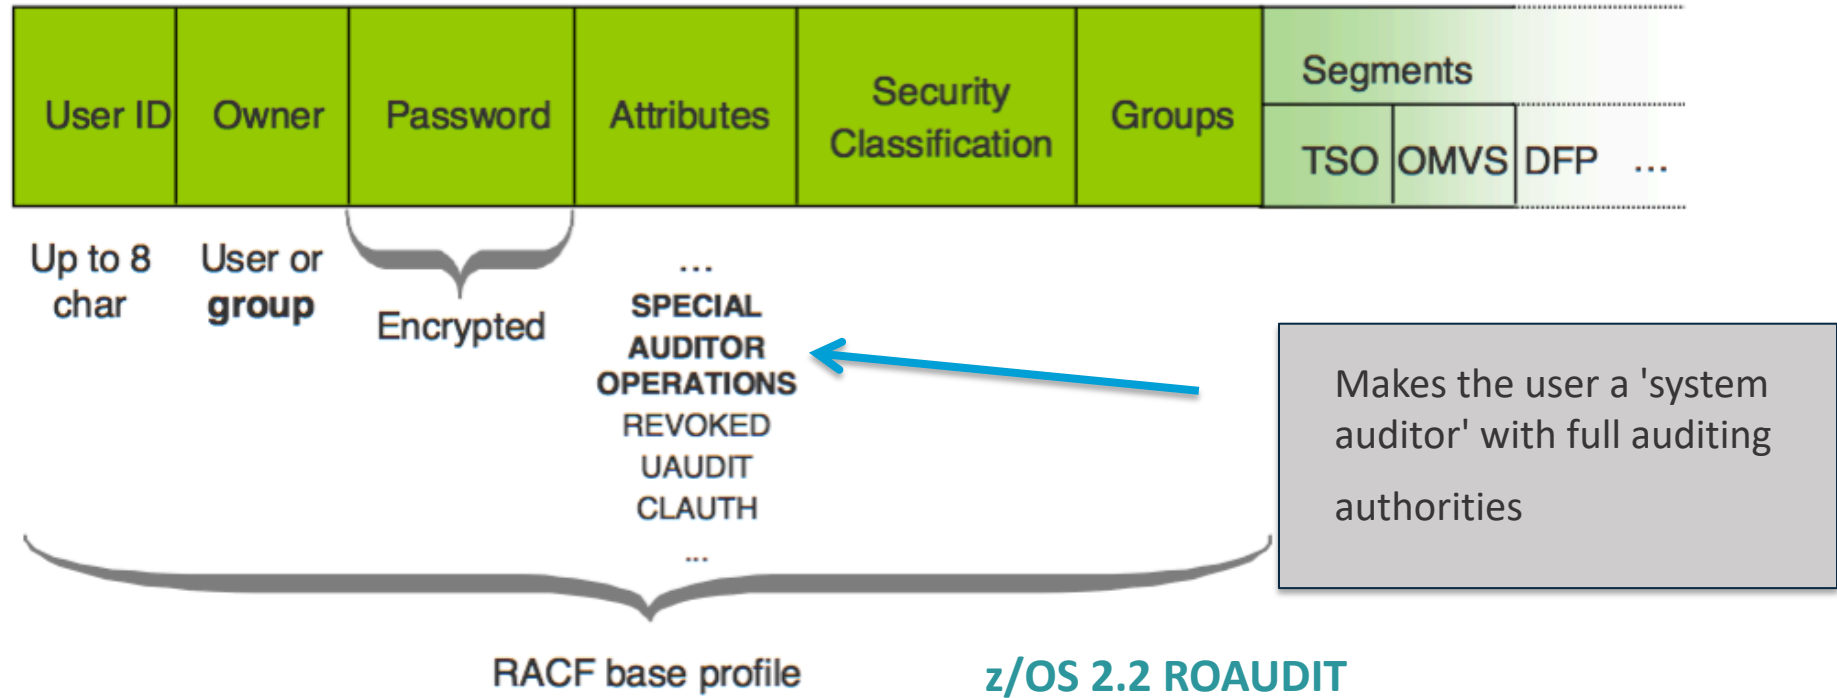 User ID
Owner
Password
Attributes
Security
Classification
Groups
Segments
TSO
OMVS
DFP
...
Up to 8
char
User or
group
Encrypted
...
SPECIAL
AUDITOR
OPERATIONS
REVOKED
UAUDIT
CLAUTH
...
Makes the user a 'system
auditor' with full auditing
authorities
RACF base profile
z/OS 2.2 ROAUDIT